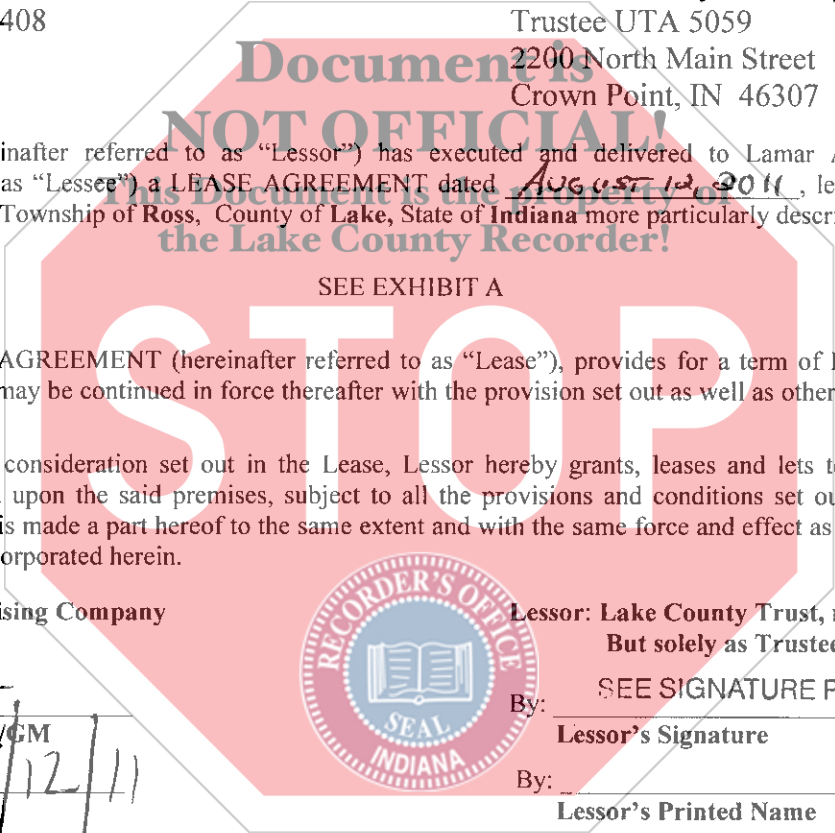 408
Trustee UTA 5059
2200 North Main Street
Crown Point, IN 46307
Document is
NOT OFFICIAL!
This Document is the property of
the Lake County Recorder!
inafter referred to as “Lessor”) has executed and delivered to Lamar
as “Lessee”) a LEASE AGREEMENT dated August 12, 2011, le
Township of Ross, County of Lake, State of Indiana more particularly descri
SEE EXHIBIT A
STOP
AGREEMENT (hereinafter referred to as “Lease”), provides for a term of
may be continued in force thereafter with the provision set out as well as other
consideration set out in the Lease, Lessor hereby grants, leases and lets t
upon the said premises, subject to all the provisions and conditions set ou
is made a part hereof to the same extent and with the same force and effect as
orporated herein.
ising Company
Lessor: Lake County Trust,
But solely as Trustee
RECORDER'S OFFICE
SEAL
INDIANA
By: SEE SIGNATURE P
GM
Lessor’s Signature
12/11
By:
Lessor’s Printed Name